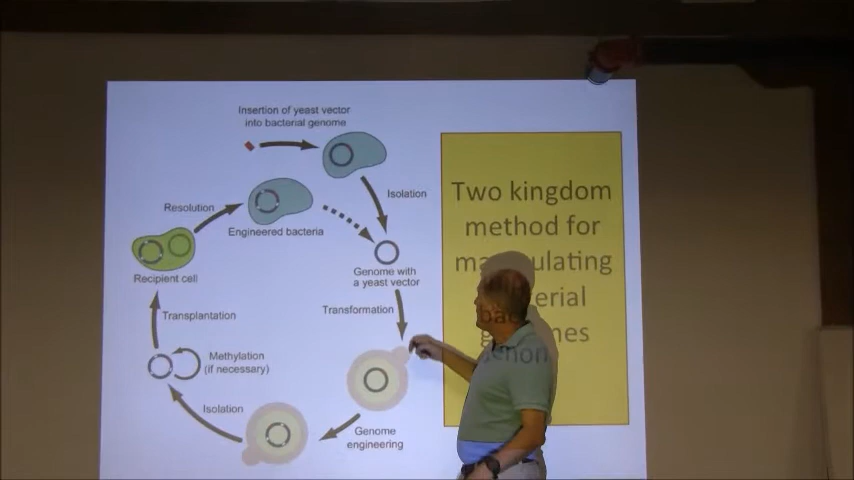 Insertion of yeast vector
into bacterial genome
Isolation
Resolution
Engineered bacteria
Genome with
a yeast vector
Recipient cell
Transformation
Transplantation
Methylation
(if necessary)
Isolation
Genome
engineering
Two kingdom
method for